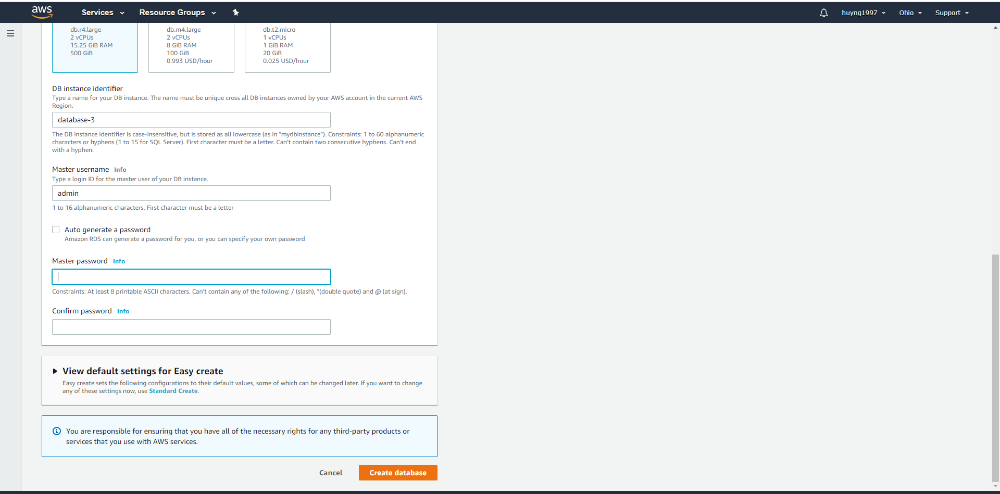 aws Services Resource Groups huyng1997 Ohio Support
db.r4.large
2 vCPUs
15.25 GiB RAM
500 GiB
db.m4.large
2 vCPUs
8 GiB RAM
100 GiB
0.993 USD/hour
db.t2.micro
1 vCPUs
1 GiB RAM
20 GiB
0.025 USD/hour
DB instance identifier
Type a name for your DB instance. The name must be unique cross all DB instances owned by your AWS account in the current AWS
Region.
database-3
The DB instance identifier is case-insensitive, but is stored as all lowercase (as in "mydbinstance"). Constraints: 1 to 60 alphanumeric
characters or hyphens (1 to 15 for SQL Server). First character must be a letter. Can't contain two consecutive hyphens. Can't end
with a hyphen.
Master username Info
Type a login ID for the master user of your DB instance.
admin
1 to 16 alphanumeric characters. First character must be a letter
Auto generate a password
Amazon RDS can generate a password for you, or you can specify your own password
Master password Info
Constraints: At least 8 printable ASCII characters. Can't contain any of the following: / (slash), "(double quote) and @ (at sign).
Confirm password Info
View default settings for Easy create
Easy create sets the following configurations to their default values, some of which can be changed later. If you want to change
any of these settings now, use Standard Create.
You are responsible for ensuring that you have all of the necessary rights for any third-party products or
services that you use with AWS services.
Cancel Create database